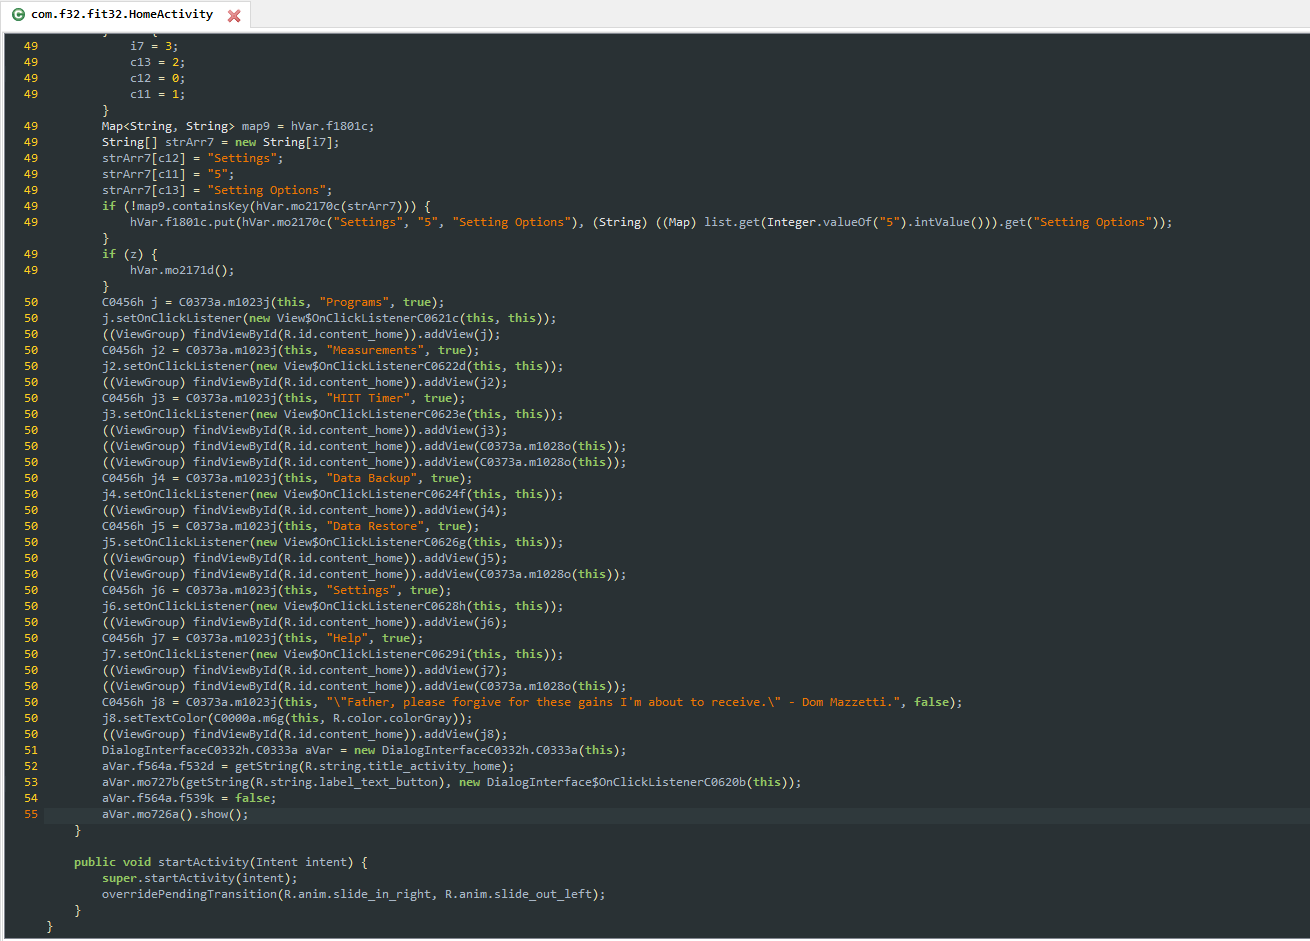 com.f32.fit32.HomeActivity
49 i7 = 3;
49 c13 = 2;
49 c12 = 0;
49 c11 = 1;
}
49 Map<String, String> map9 = hVar.f1801c;
49 String[] strArr7 = new String[i7];
49 strArr7[c12] = "Settings";
49 strArr7[c11] = "5";
49 strArr7[c13] = "Setting Options";
49 if (!map9.containsKey(hVar.mo2170c(strArr7))) {
49 hVar.f1801c.put(hVar.mo2170c("Settings", "5", "Setting Options"), (String) ((Map) list.get(Integer.valueOf("5").intValue())).get("Setting Options"));
}
49 if (z) {
49 hVar.mo2171d();
}
50 C0456h j = C0373a.m1023j(this, "Programs", true);
50 j.setOnClickListener(new View$OnClickListenerC0621c(this, this));
50 ((ViewGroup) findViewById(R.id.content_home)).addView(j);
50 C0456h j2 = C0373a.m1023j(this, "Measurements", true);
50 j2.setOnClickListener(new View$OnClickListenerC0622d(this, this));
50 ((ViewGroup) findViewById(R.id.content_home)).addView(j2);
50 C0456h j3 = C0373a.m1023j(this, "HIIT Timer", true);
50 j3.setOnClickListener(new View$OnClickListenerC0623e(this, this));
50 ((ViewGroup) findViewById(R.id.content_home)).addView(j3);
50 ((ViewGroup) findViewById(R.id.content_home)).addView(C0373a.m1028o(this));
50 ((ViewGroup) findViewById(R.id.content_home)).addView(C0373a.m1028o(this));
50 C0456h j4 = C0373a.m1023j(this, "Data Backup", true);
50 j4.setOnClickListener(new View$OnClickListenerC0624f(this, this));
50 ((ViewGroup) findViewById(R.id.content_home)).addView(j4);
50 C0456h j5 = C0373a.m1023j(this, "Data Restore", true);
50 j5.setOnClickListener(new View$OnClickListenerC0626g(this, this));
50 ((ViewGroup) findViewById(R.id.content_home)).addView(j5);
50 ((ViewGroup) findViewById(R.id.content_home)).addView(C0373a.m1028o(this));
50 C0456h j6 = C0373a.m1023j(this, "Settings", true);
50 j6.setOnClickListener(new View$OnClickListenerC0628h(this, this));
50 ((ViewGroup) findViewById(R.id.content_home)).addView(j6);
50 C0456h j7 = C0373a.m1023j(this, "Help", true);
50 j7.setOnClickListener(new View$OnClickListenerC0629i(this, this));
50 ((ViewGroup) findViewById(R.id.content_home)).addView(j7);
50 ((ViewGroup) findViewById(R.id.content_home)).addView(C0373a.m1028o(this));
50 C0456h j8 = C0373a.m1023j(this, "\"Father, please forgive for these gains I'm about to receive.\" - Dom Mazzetti.", false);
50 j8.setTextColor(C0000a.m6g(this, R.color.colorGray));
50 ((ViewGroup) findViewById(R.id.content_home)).addView(j8);
51 DialogInterfaceC0332h.C0333a aVar = new DialogInterfaceC0332h.C0333a(this);
52 aVar.f564a.f532d = getString(R.string.title_activity_home);
53 aVar.mo727b(getString(R.string.label_text_button), new DialogInterface$OnClickListenerC0620b(this));
54 aVar.f564a.f539k = false;
55 aVar.mo726a().show();
}
public void startActivity(Intent intent) {
super.startActivity(intent);
overridePendingTransition(R.anim.slide_in_right, R.anim.slide_out_left);
}
}